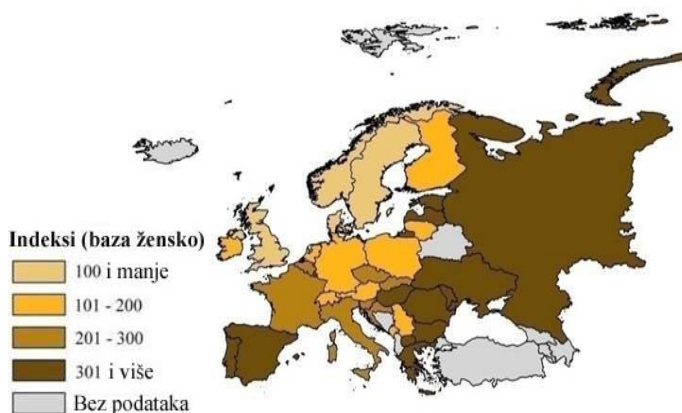 Indeksi (baza žensko)
100 i manje
101 - 200
201 - 300
301 i više
Bez podataka